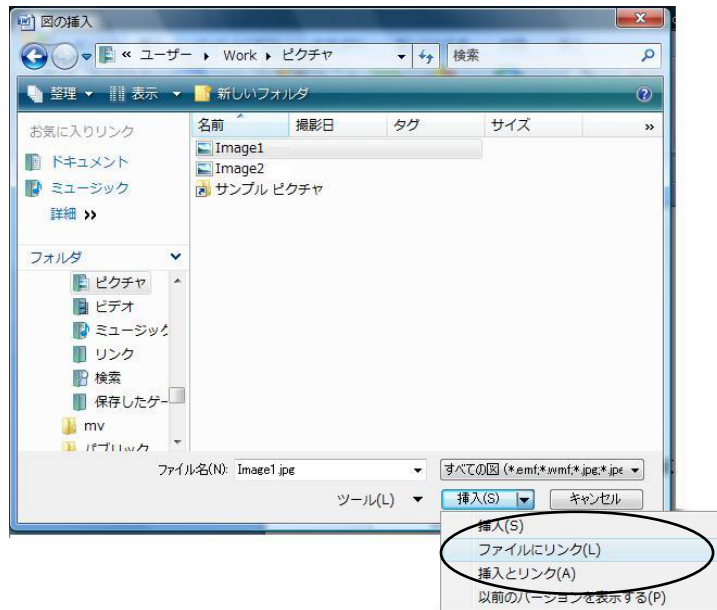 図の挿入
« ユーザー ▸ Work ▸ ピクチャ
検索
整理 表示 新しいフォルダ
お気に入りリンク
ドキュメント
ミュージック
詳細 »
名前 撮影日 タグ サイズ »
Image1
Image2
サンプル ピクチャ
フォルダ
ピクチャ
ビデオ
ミュージック
リンク
検索
保存したゲー
mv
パブリック
ファイル名(N): Image1.jpg
すべての図 (*.emf;*.wmf;*.jpg;*.jpe
ツール(L) 挿入(S) キャンセル
挿入(S)
ファイルにリンク(L)
挿入とリンク(A)
以前のバージョンを表示する(P)